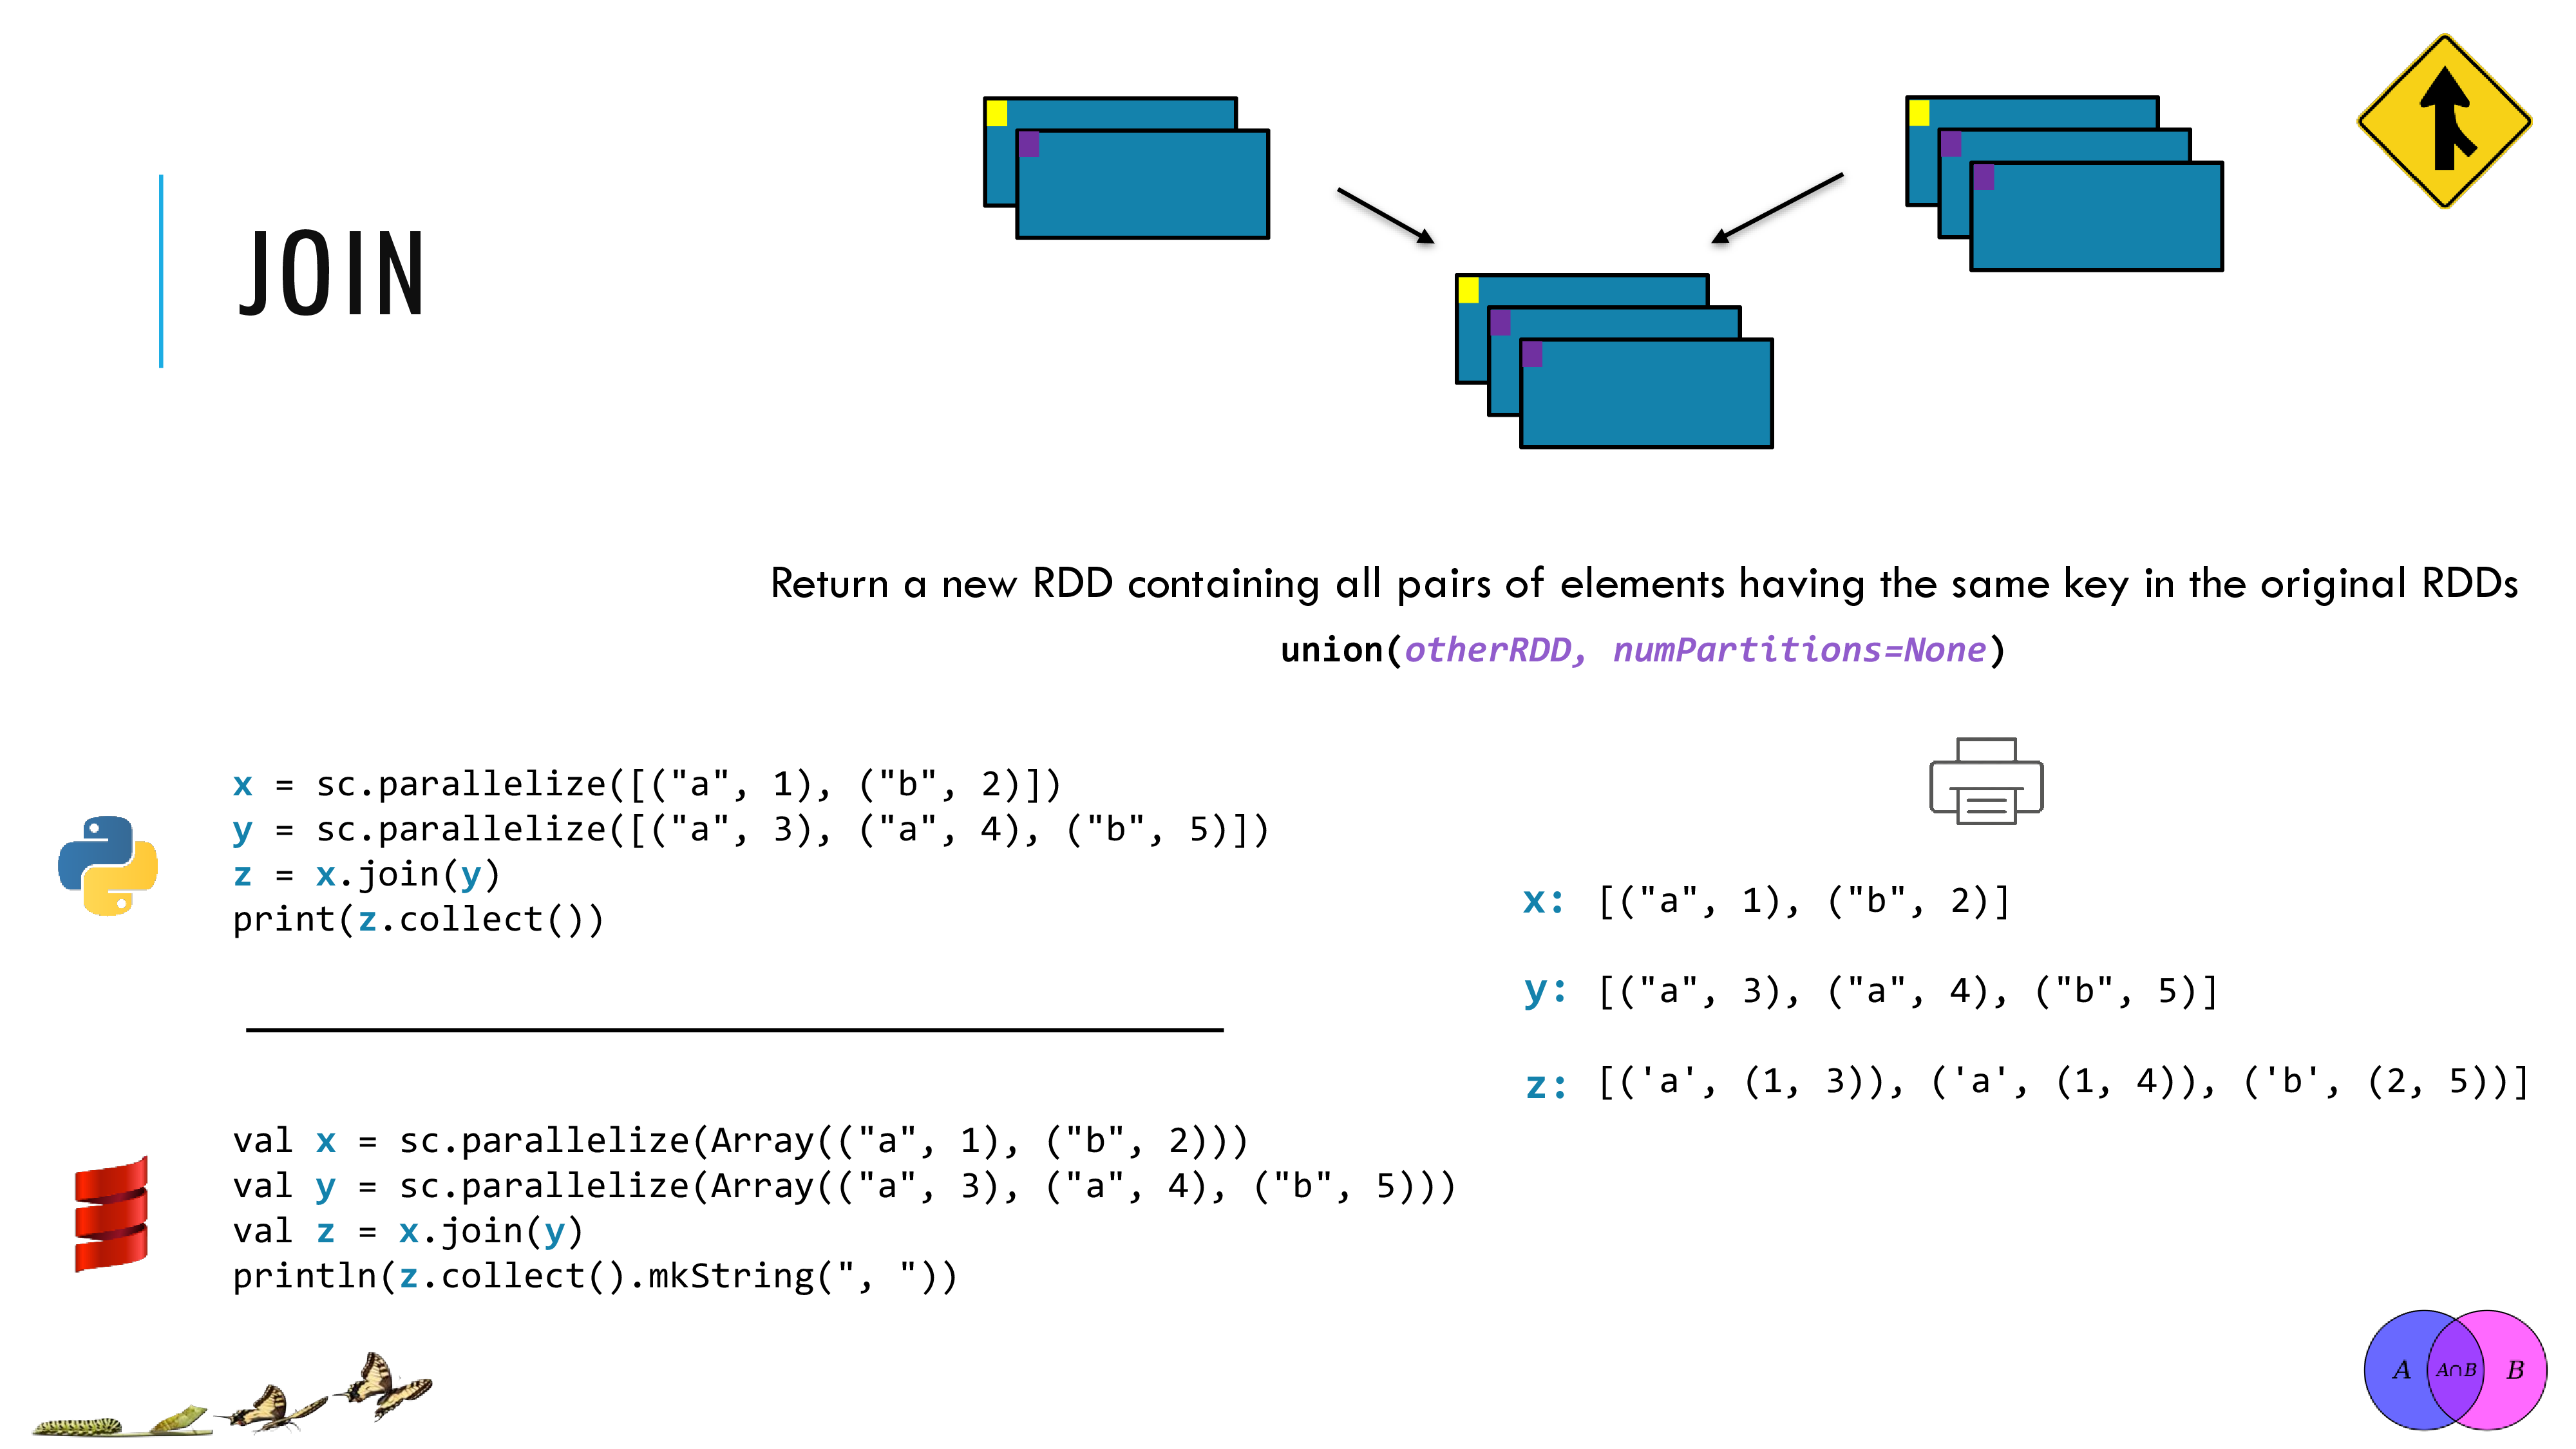 JOIN
Return a new RDD containing all pairs of elements having the same key in the original RDDs
union(otherRDD, numPartitions=None)
x = sc.parallelize([("a", 1), ("b", 2)])
y = sc.parallelize([("a", 3), ("a", 4), ("b", 5)])
z = x.join(y)
print(z.collect())
x: [("a", 1), ("b", 2)]
y: [("a", 3), ("a", 4), ("b", 5)]
z: [('a', (1, 3)), ('a', (1, 4)), ('b', (2, 5))]
val x = sc.parallelize(Array(("a", 1), ("b", 2)))
val y = sc.parallelize(Array(("a", 3), ("a", 4), ("b", 5)))
val z = x.join(y)
println(z.collect().mkString(", "))
A A∩B B